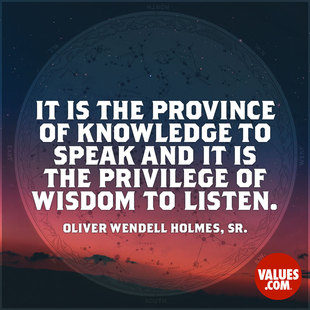 IT IS THE PROVINCE
OF KNOWLEDGE TO
SPEAK AND IT IS
THE PRIVILEGE OF
WISDOM TO LISTEN.
OLIVER WENDELL HOLMES, SR.
VALUES
.COM